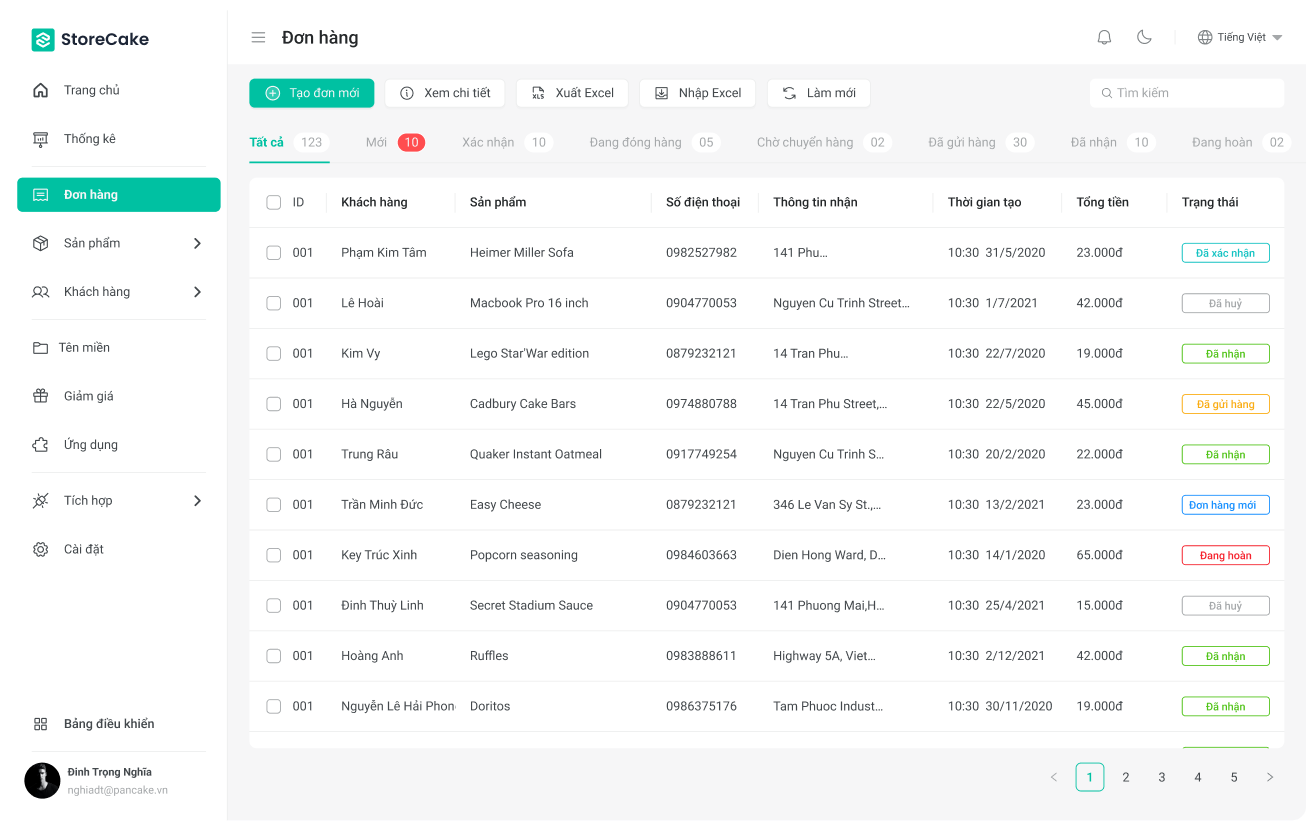 StoreCake
Trang chủ
Thống kê
Đơn hàng
Sản phẩm
Khách hàng
Tên miền
Giảm giá
Ứng dụng
Tích hợp
Cài đặt
Bảng điều khiển
Đinh Trọng Nghĩa
nghiadt@pancake.vn
Đơn hàng
Tiếng Việt
Tạo đơn mới Xem chi tiết XLS Xuất Excel Nhập Excel Làm mới Tìm kiếm
Tất cả 123 Mới 10 Xác nhận 10 Đang đóng hàng 05 Chờ chuyển hàng 02 Đã gửi hàng 30 Đã nhận 10 Đang hoàn 02
ID Khách hàng Sản phẩm Số điện thoại Thông tin nhận Thời gian tạo Tổng tiền Trạng thái
001 Phạm Kim Tâm Heimer Miller Sofa 0982527982 141 Phu... 10:30 31/5/2020 23.000đ Đã xác nhận
001 Lê Hoài Macbook Pro 16 inch 0904770053 Nguyen Cu Trinh Street... 10:30 1/7/2021 42.000đ Đã huỷ
001 Kim Vy Lego Star'War edition 0879232121 14 Tran Phu... 10:30 22/7/2020 19.000đ Đã nhận
001 Hà Nguyễn Cadbury Cake Bars 0974880788 14 Tran Phu Street,... 10:30 22/5/2020 45.000đ Đã gửi hàng
001 Trung Râu Quaker Instant Oatmeal 0917749254 Nguyen Cu Trinh S... 10:30 20/2/2020 22.000đ Đã nhận
001 Trần Minh Đức Easy Cheese 0879232121 346 Le Van Sy St.,... 10:30 13/2/2021 23.000đ Đơn hàng mới
001 Key Trúc Xinh Popcorn seasoning 0984603663 Dien Hong Ward, D... 10:30 14/1/2020 65.000đ Đang hoàn
001 Đinh Thuỳ Linh Secret Stadium Sauce 0904770053 141 Phuong Mai,H... 10:30 25/4/2021 15.000đ Đã huỷ
001 Hoàng Anh Ruffles 0983888611 Highway 5A, Viet... 10:30 2/12/2021 42.000đ Đã nhận
001 Nguyễn Lê Hải Phon Doritos 0986375176 Tam Phuoc Indust... 10:30 30/11/2020 19.000đ Đã nhận
1 2 3 4 5